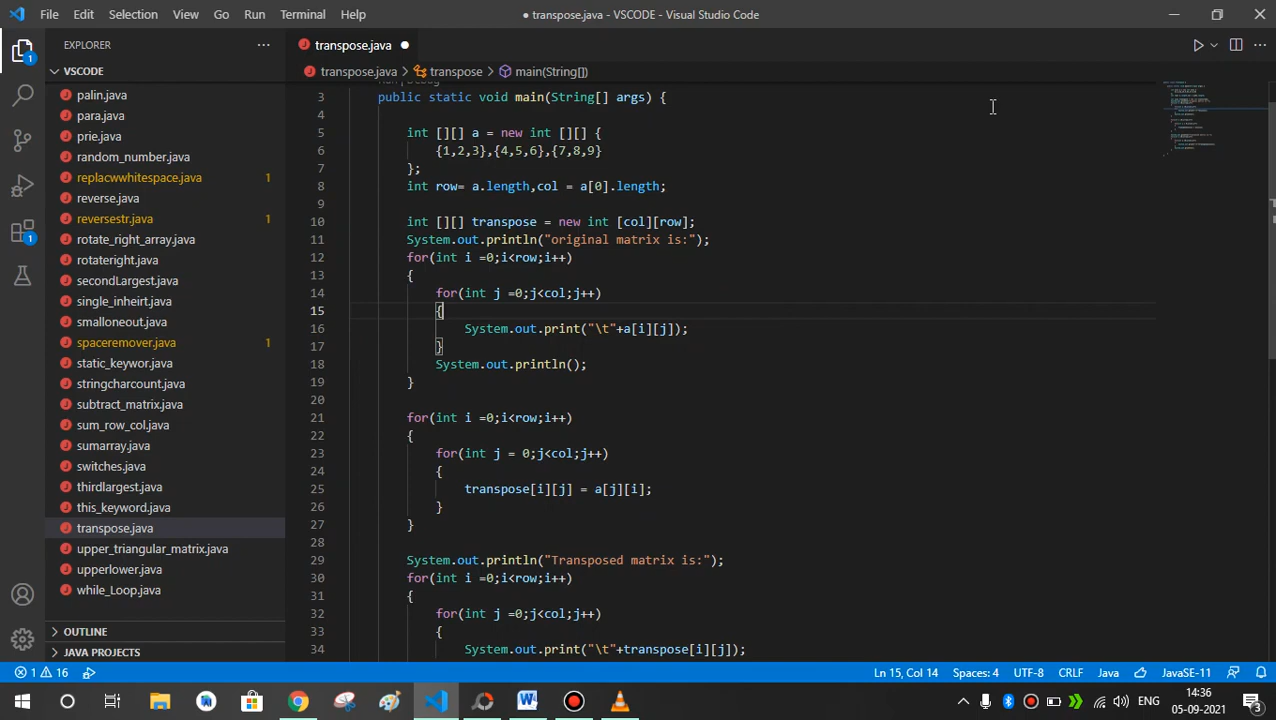 File Edit Selection View Go Run Terminal Help ● transpose.java - VSCODE - Visual Studio Code
EXPLORER ···
transpose.java ●
VSCODE
transpose.java > transpose > main(String[])
palin.java
para.java
prie.java
random_number.java
replacwwhitespace.java 1
reverse.java
reversestr.java 1
rotate_right_array.java
rotateright.java
secondLargest.java
single_inheirt.java
smalloneout.java
spaceremover.java 1
static_keywor.java
stringcharcount.java
subtract_matrix.java
sum_row_col.java
sumarray.java
switches.java
thirdlargest.java
this_keyword.java
transpose.java
upper_triangular_matrix.java
upperlower.java
while_Loop.java
OUTLINE
JAVA PROJECTS
3 public static void main(String[] args) {
4
5 int [][] a = new int [][] {
6 {1,2,3},{4,5,6},{7,8,9}
7 };
8 int row= a.length,col = a[0].length;
9
10 int [][] transpose = new int [col][row];
11 System.out.println("original matrix is:");
12 for(int i =0;i<row;i++)
13 {
14 for(int j =0;j<col;j++)
15 {
16 System.out.print("\t"+a[i][j]);
17 }
18 System.out.println();
19 }
20
21 for(int i =0;i<row;i++)
22 {
23 for(int j = 0;j<col;j++)
24 {
25 transpose[i][j] = a[j][i];
26 }
27 }
28
29 System.out.println("Transposed matrix is:");
30 for(int i =0;i<row;i++)
31 {
32 for(int j =0;j<col;j++)
33 {
34 System.out.print("\t"+transpose[i][j]);
1 16 Ln 15, Col 14 Spaces: 4 UTF-8 CRLF Java JavaSE-11
ENG 14:36
05-09-2021 3